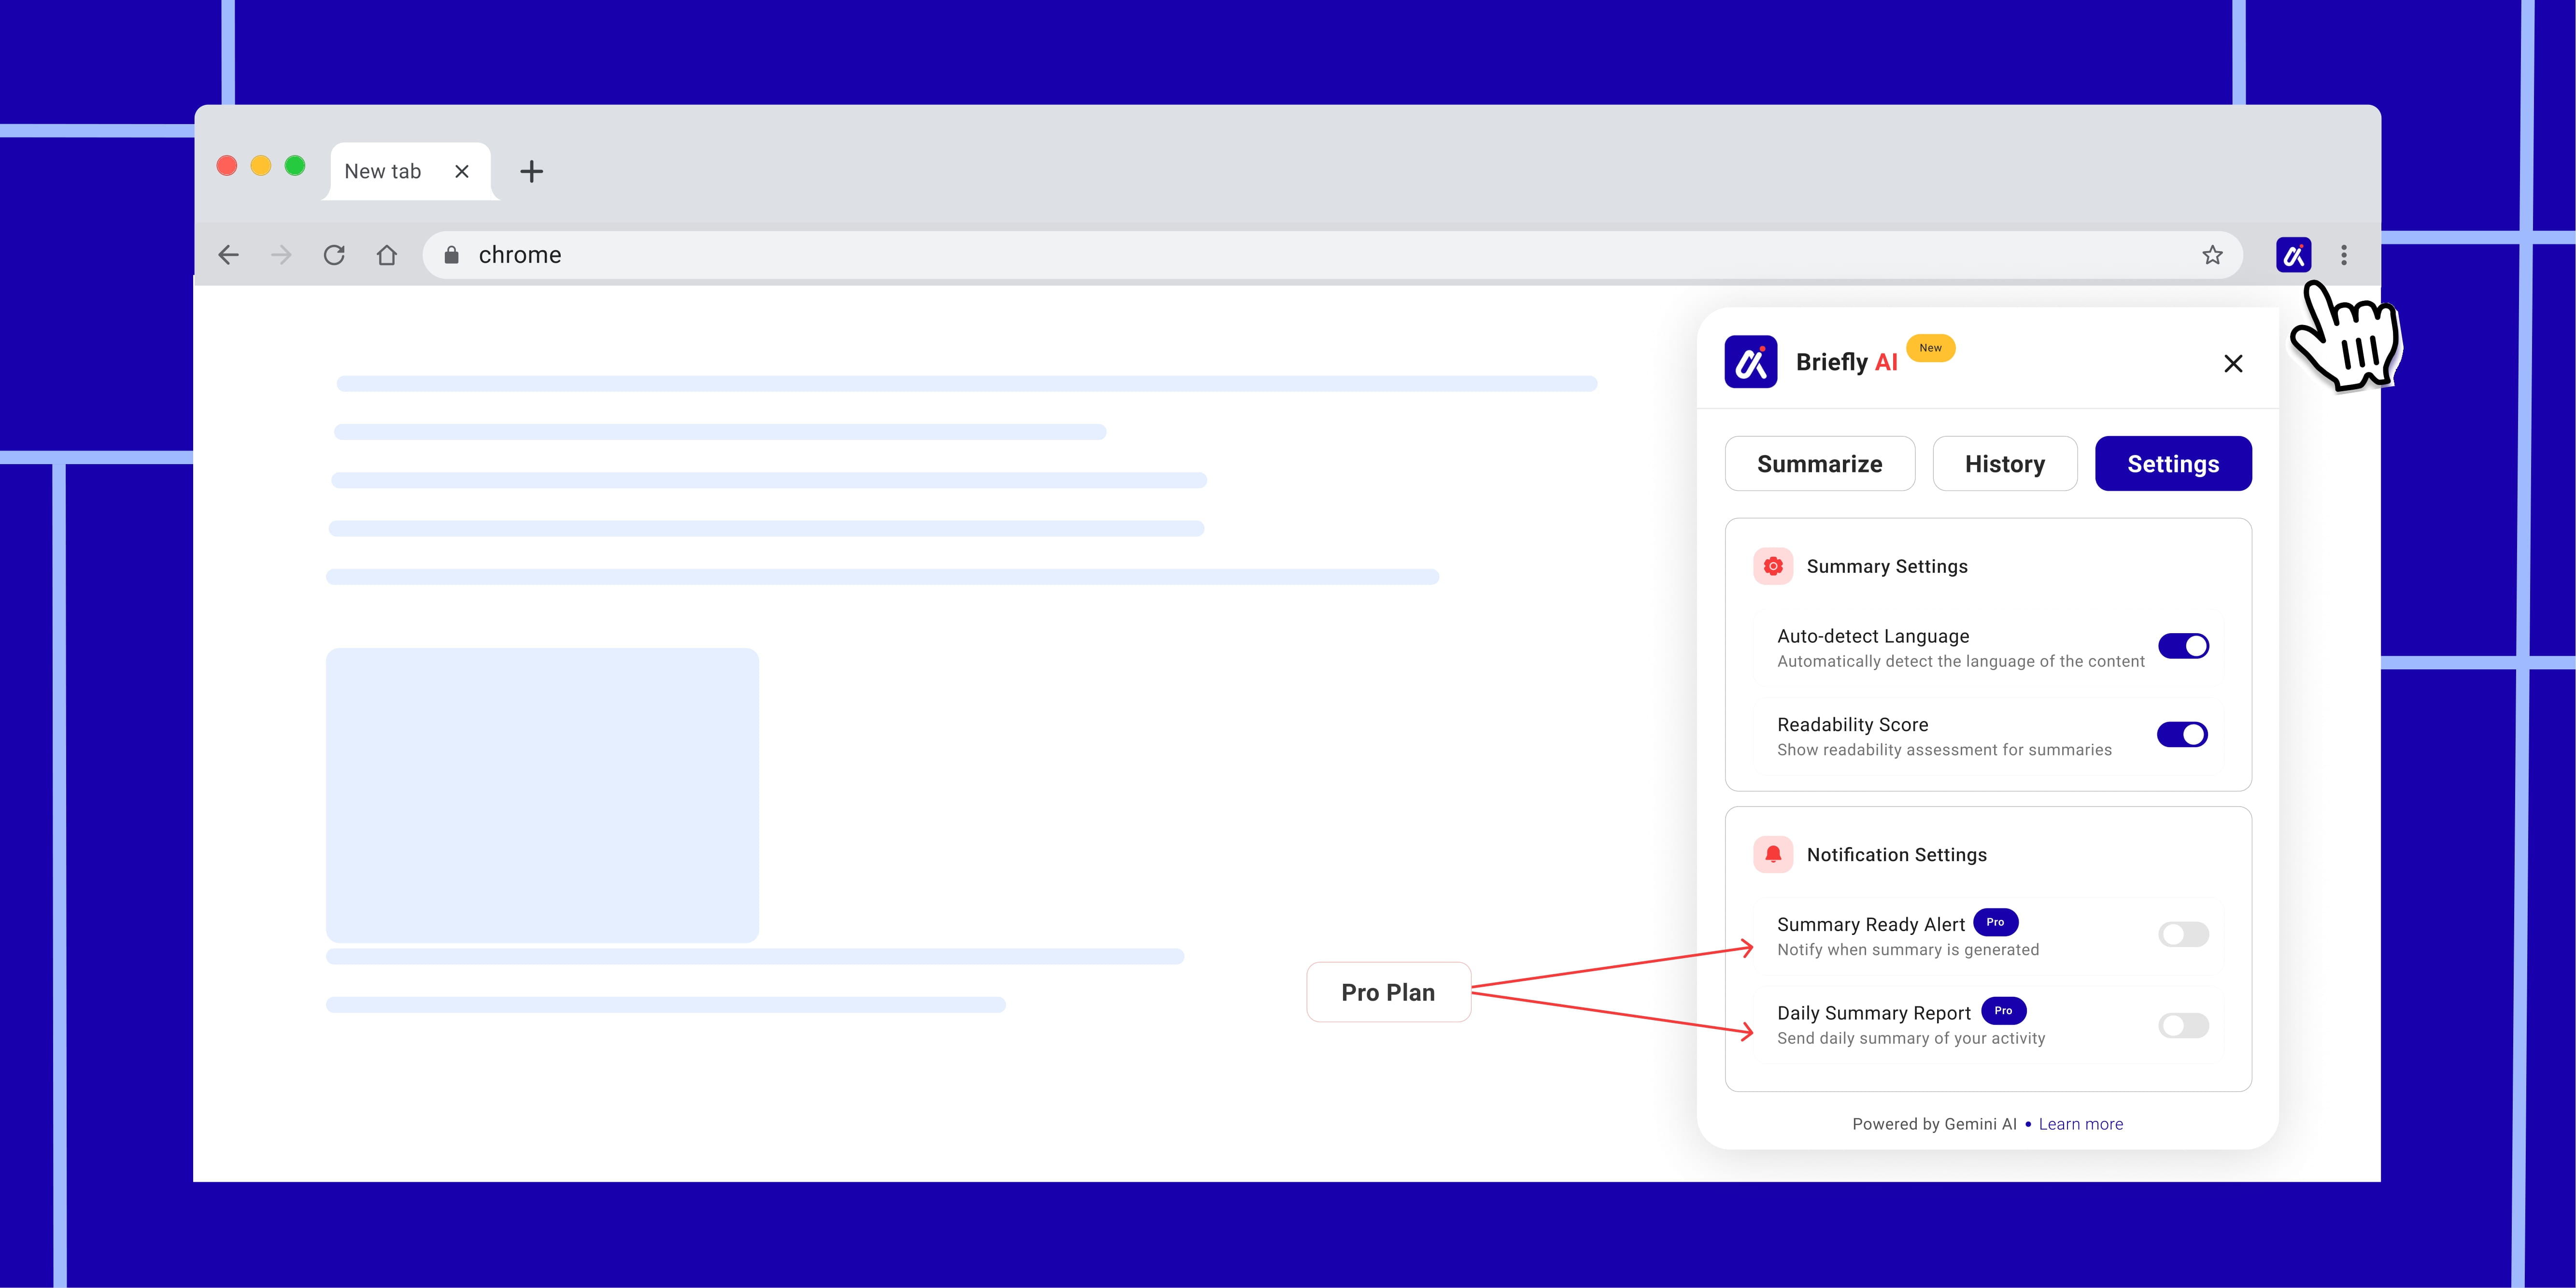 New tab
chrome
Briefly AI New
Summarize History Settings
Summary Settings
Auto-detect Language
Automatically detect the language of the content
Readability Score
Show readability assessment for summaries
Notification Settings
Summary Ready Alert Pro
Notify when summary is generated
Pro Plan
Daily Summary Report Pro
Send daily summary of your activity
Powered by Gemini AI • Learn more